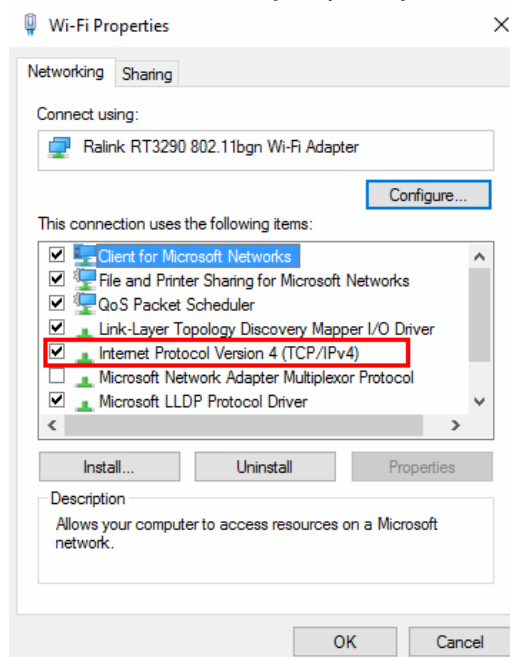 Wi-Fi Properties
Networking Sharing
Connect using:
Ralink RT3290 802.11bgn Wi-Fi Adapter
Configure...
This connection uses the following items:
Client for Microsoft Networks
File and Printer Sharing for Microsoft Networks
QoS Packet Scheduler
Link-Layer Topology Discovery Mapper I/O Driver
Internet Protocol Version 4 (TCP/IPv4)
Microsoft Network Adapter Multiplexor Protocol
Microsoft LLDP Protocol Driver
Install... Uninstall Properties
Description
Allows your computer to access resources on a Microsoft
network.
OK Cancel